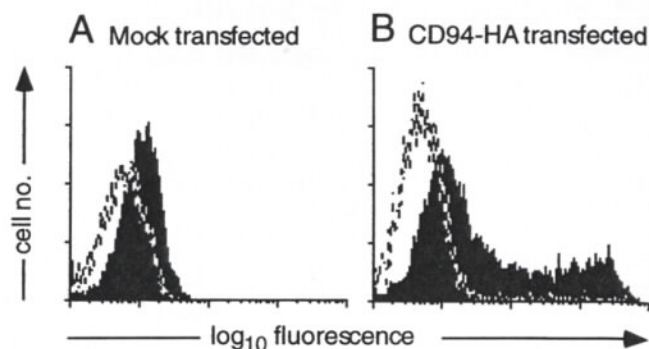 A Mock transfected
B CD94-HA transfected
cell no.
log10 fluorescence